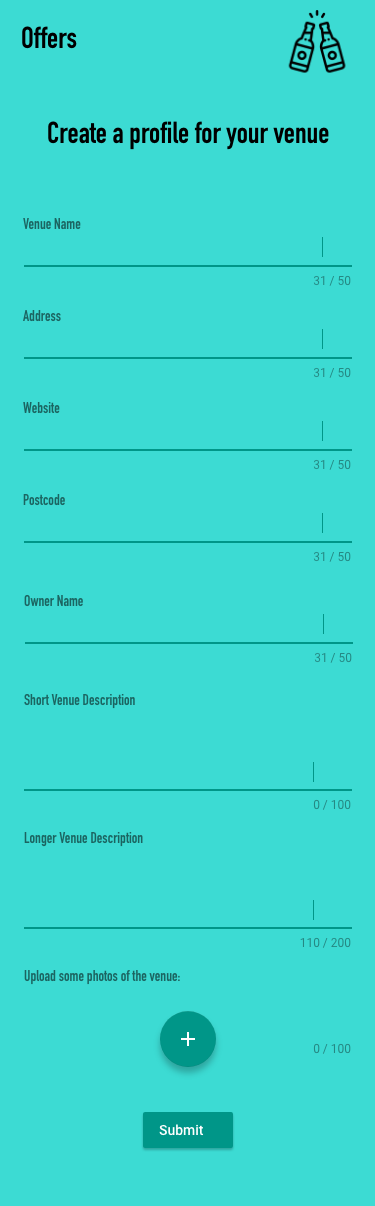 Offers
Create a profile for your venue
Venue Name
31 / 50
Address
31 / 50
Website
31 / 50
Postcode
31 / 50
Owner Name
31 / 50
Short Venue Description
0 / 100
Longer Venue Description
110 / 200
Upload some photos of the venue:
0 / 100
Submit